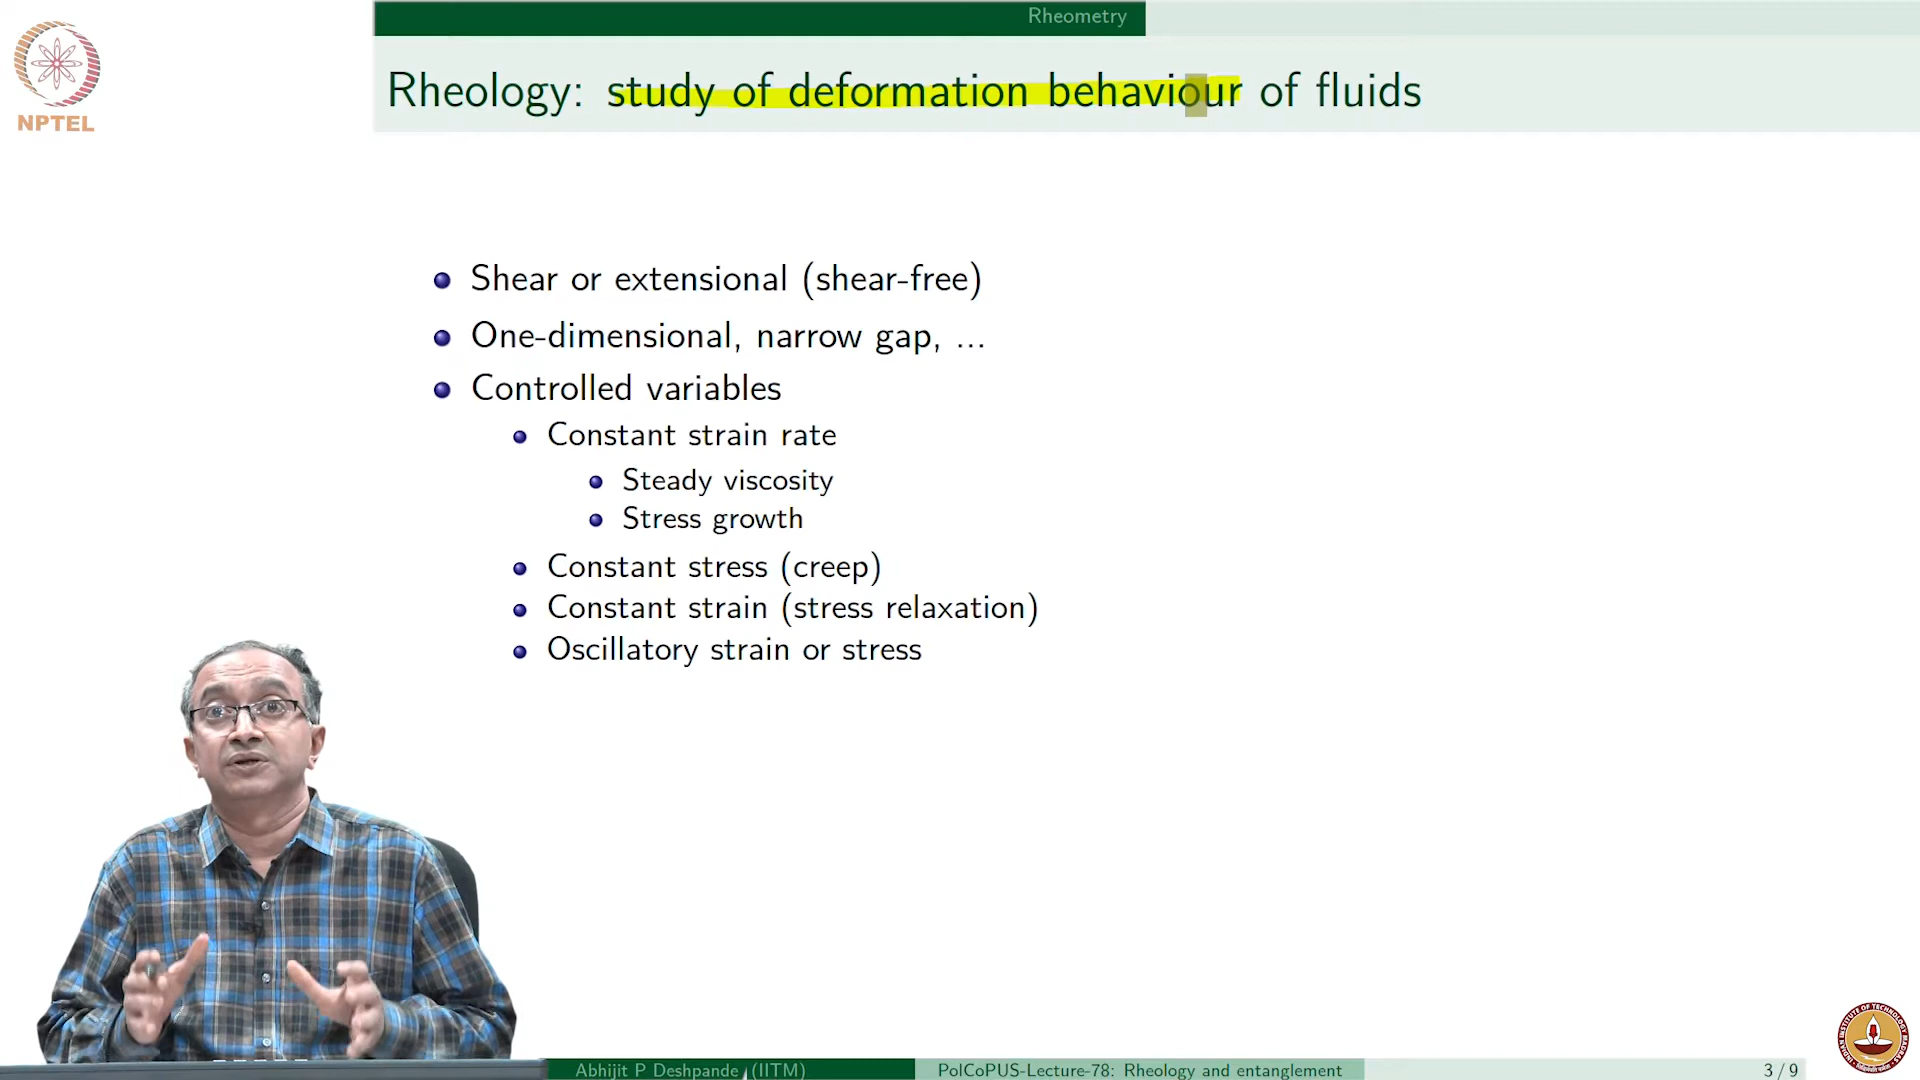 Rheometry
NPTEL
Rheology: study of deformation behaviour of fluids
Shear or extensional (shear-free)
One-dimensional, narrow gap, ...
Controlled variables
Constant strain rate
Steady viscosity
Stress growth
Constant stress (creep)
Constant strain (stress relaxation)
Oscillatory strain or stress
Abhijit P Deshpande (IITM)
PolCoPUS-Lecture-78: Rheology and entanglement
3 / 9